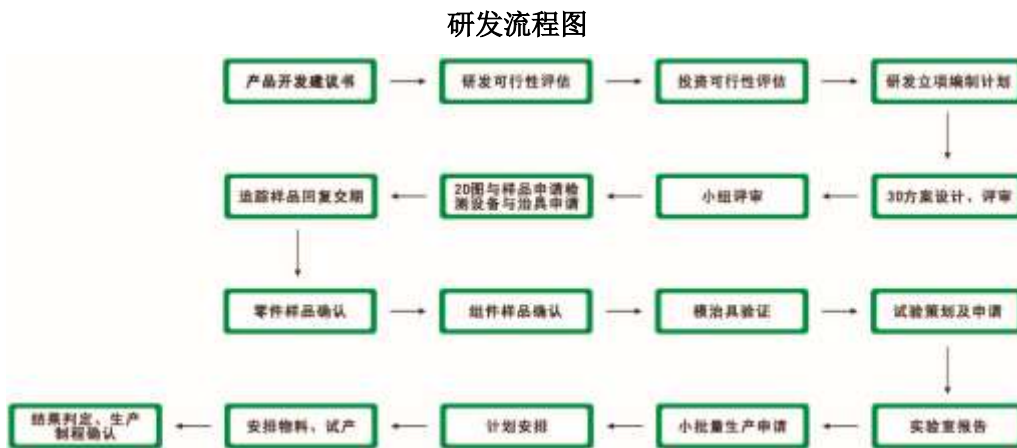 研发流程图
产品开发建议书
研发可行性评估
投资可行性评估
研发立项编制计划
3D方案设计、评审
小组评审
2D图与样品申请检
测设备与治具申请
追踪样品回复交期
零件样品确认
组件样品确认
模治具验证
试验策划及申请
实验室报告
小批量生产申请
计划安排
安排物料、试产
结果判定、生产
制程确认